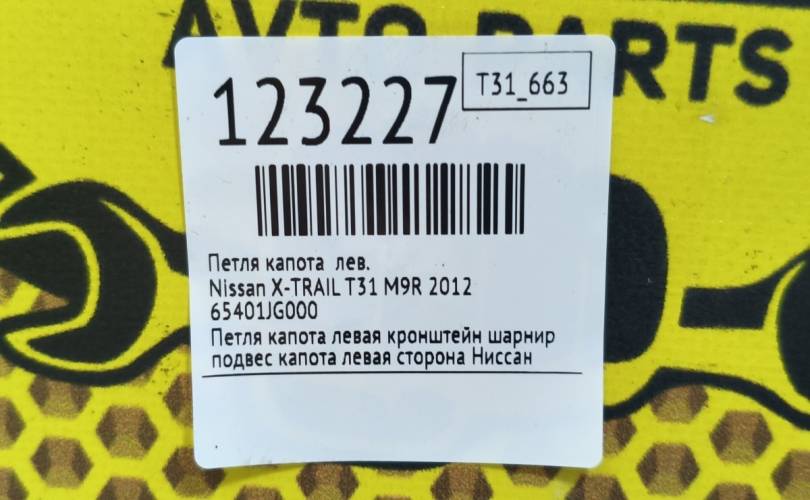 AVTO PARTS
123227
T31_663
Петля капота лев.
Nissan X-TRAIL T31 M9R 2012
65401JG000
Петля капота левая кронштейн шарнир
подвес капота левая сторона Ниссан